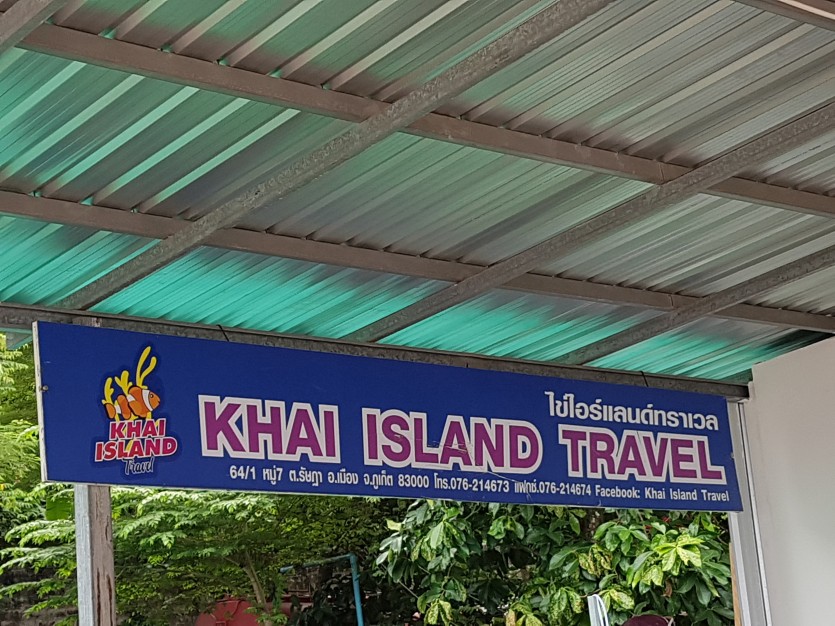 KHAI
ISLAND
Travel
ไข่ไอร์แลนด์ทราเวล
KHAI ISLAND TRAVEL
64/1 หมู่7 ต.รัษฎา อ.เมือง จ.ภูเก็ต 83000 โทร.076-214673 แฟกซ์.076-214674 Facebook: Khai Island Travel